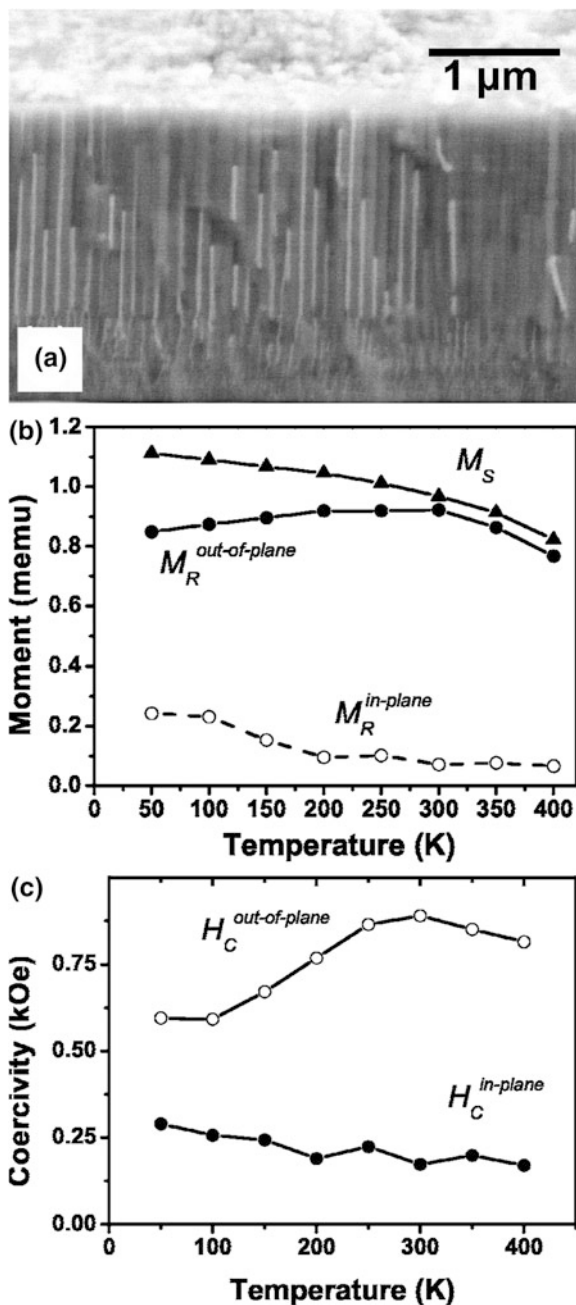 1 µm
(a)
(b)
1.2
1.0
0.8
0.6
0.4
0.2
0.0
M_S
M_R^out-of-plane
M_R^in-plane
0 50 100 150 200 250 300 350 400
Moment (memu)
Temperature (K)
(c)
0.75
0.50
0.25
0.00
H_C^out-of-plane
H_C^in-plane
0 100 200 300 400
Coercivity (kOe)
Temperature (K)